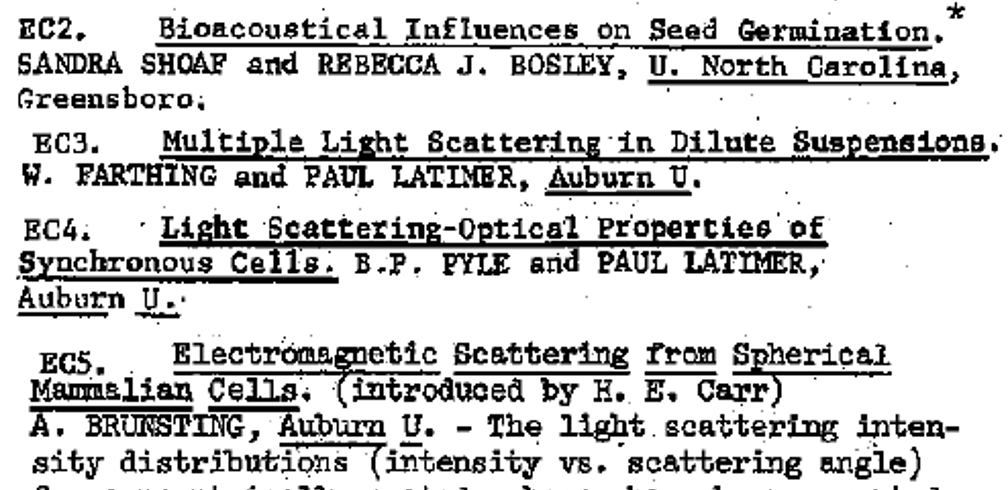 EC2. Bioacoustical Influences on Seed Germination.*
SANDRA SHOAF and REBECCA J. BOSLEY, U. North Carolina,
Greensboro.
EC3. Multiple Light Scattering in Dilute Suspensions.
W. FARTHING and PAUL LATIMER, Auburn U.
EC4. Light Scattering-Optical Properties of
Synchronous Cells. B.P. PYLE and PAUL LATIMER,
Auburn U.
EC5. Electromagnetic Scattering from Spherical
Mammalian Cells. (introduced by H. E. Carr)
A. BRUNSTING, Auburn U. - The light scattering inten-
sity distributions (intensity vs. scattering angle)